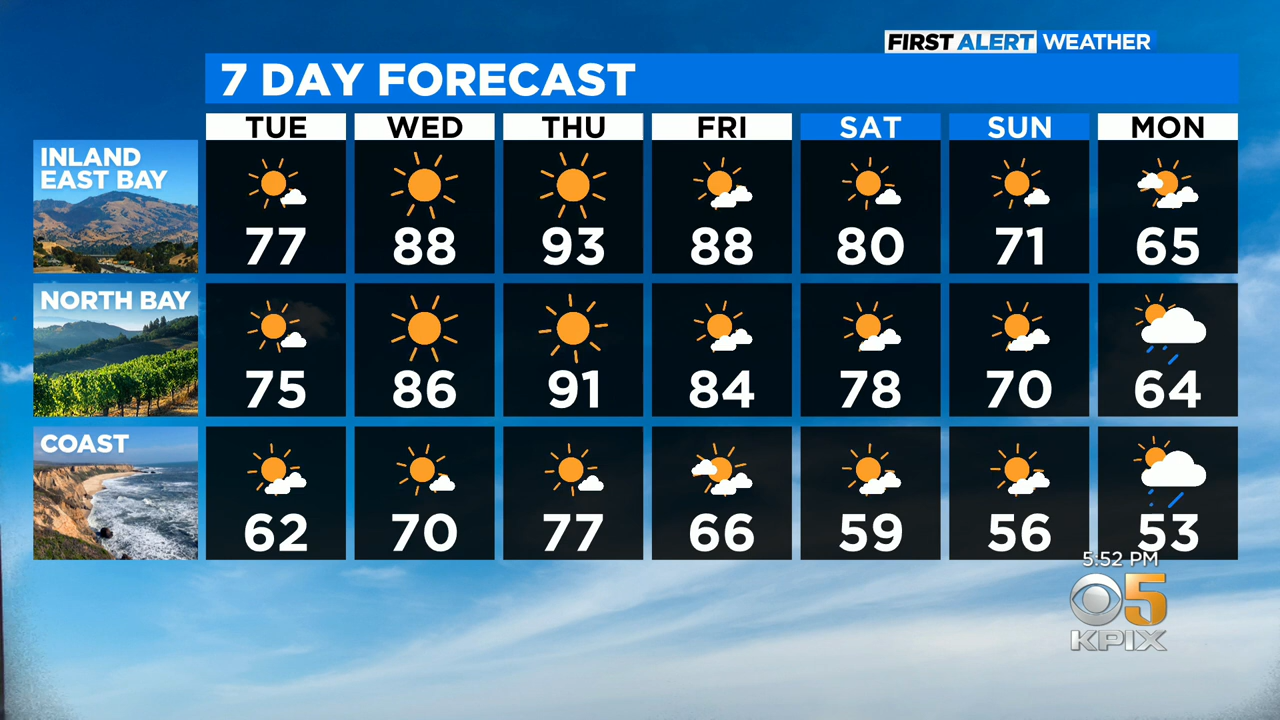 FIRST ALERT WEATHER
7 DAY FORECAST
TUE WED THU FRI SAT SUN MON
INLAND
EAST BAY
77 88 93 88 80 71 65
NORTH BAY
75 86 91 84 78 70 64
COAST
62 70 77 66 59 56 53
5:52 PM
5
KPIX